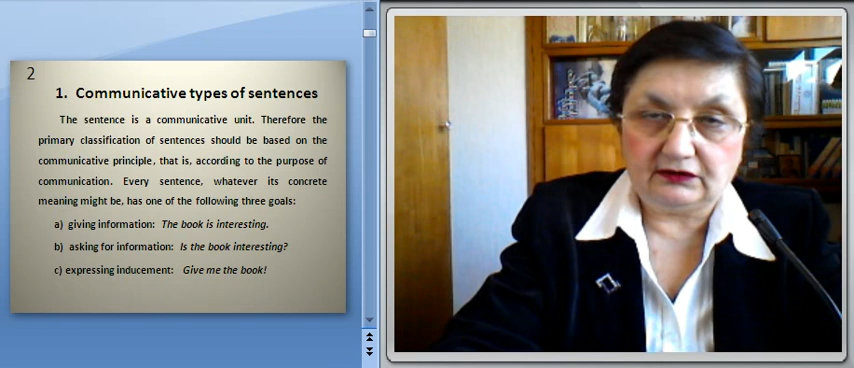 2
1. Communicative types of sentences
The sentence is a communicative unit. Therefore the
primary classification of sentences should be based on the
communicative principle, that is, according to the purpose of
communication. Every sentence, whatever its concrete
meaning might be, has one of the following three goals:
a) giving information: The book is interesting.
b) asking for information: Is the book interesting?
c) expressing inducement: Give me the book!